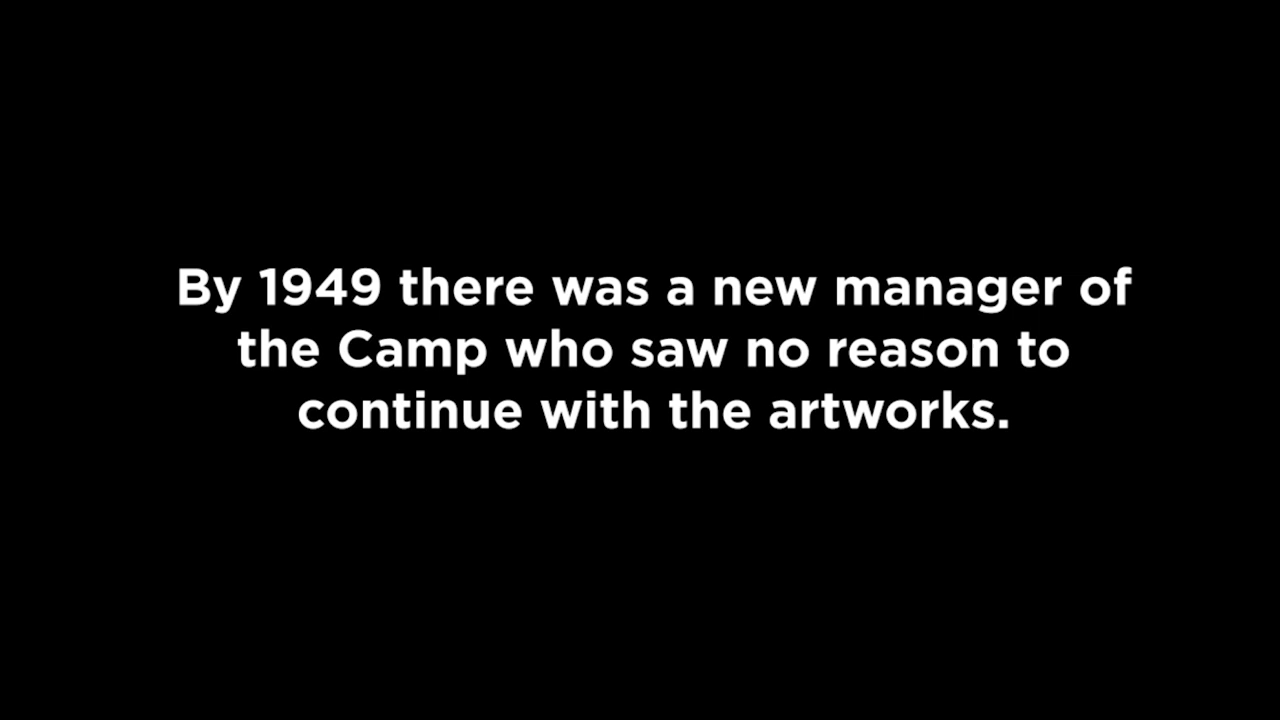 By 1949 there was a new manager of
the Camp who saw no reason to
continue with the artworks.